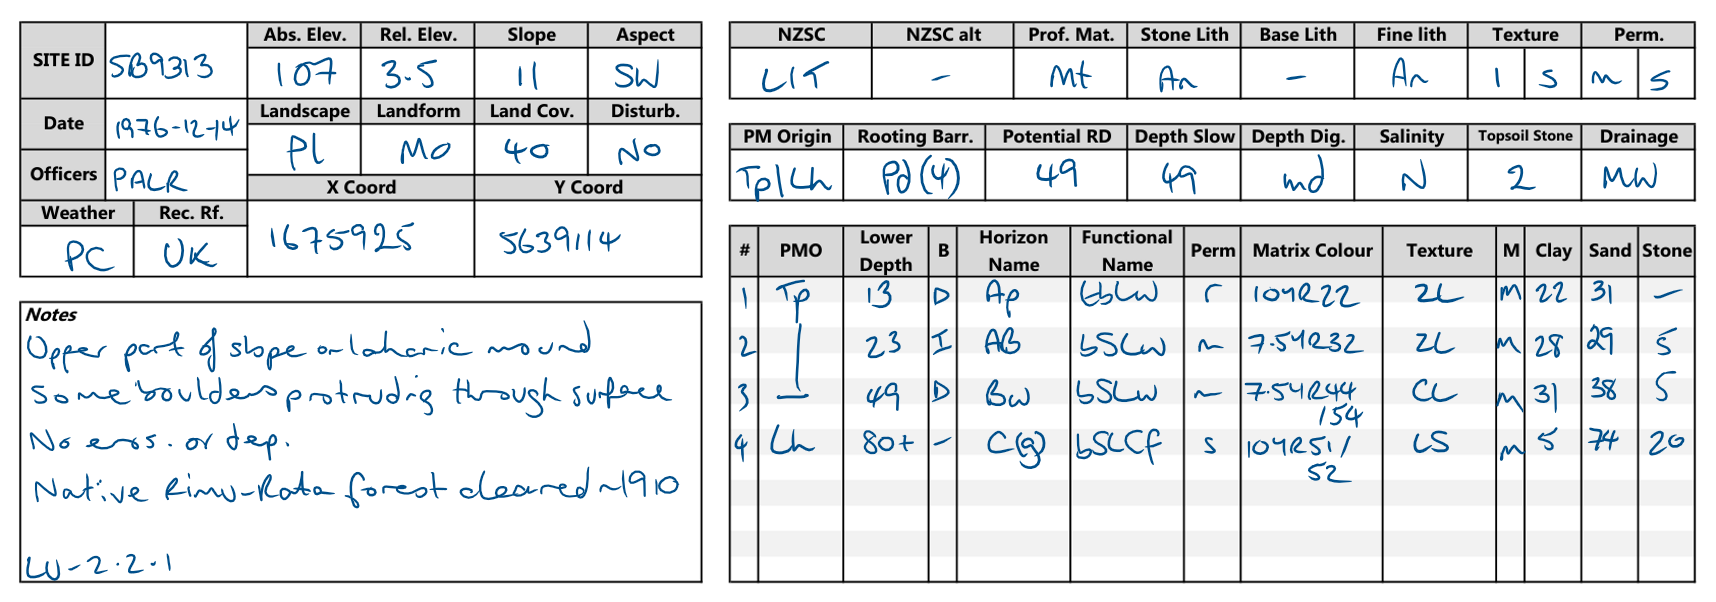 SITE ID SB9313
Abs. Elev. Rel. Elev. Slope Aspect
107 3.5 11 SW
Date 1976-12-14
Landscape Landform Land Cov. Disturb.
Pl Mo 40 No
Officers PALR
X Coord Y Coord
1675925 5639114
Weather Rec. Rf.
PC UK
Notes
Upper part of slope on laharic mound
Some boulders protrudig through surface
No eros. or dep.
Native Rimu-Rata forest cleared ~1910
LU-2.2.1
NZSC NZSC alt Prof. Mat. Stone Lith Base Lith Fine lith Texture Perm.
LIT - Mt An - An l s m s
PM Origin Rooting Barr. Potential RD Depth Slow Depth Dig. Salinity Topsoil Stone Drainage
Tp/Lh Pd (4) 49 49 md N 2 MW
# PMO Lower Depth B Horizon Name Functional Name Perm Matrix Colour Texture M Clay Sand Stone
1 Tp 13 D Ap tbLw r 10YR22 ZL M 22 31 -
2 | 23 I AB bSLw m 7.5YR32 ZL M 28 29 5
3 49 D Bw bSLw m 7.5YR44 /54 CL M 31 38 5
4 Lh 80+ - C(g) bSLCf s 10YR51/ 52 LS M 5 74 20